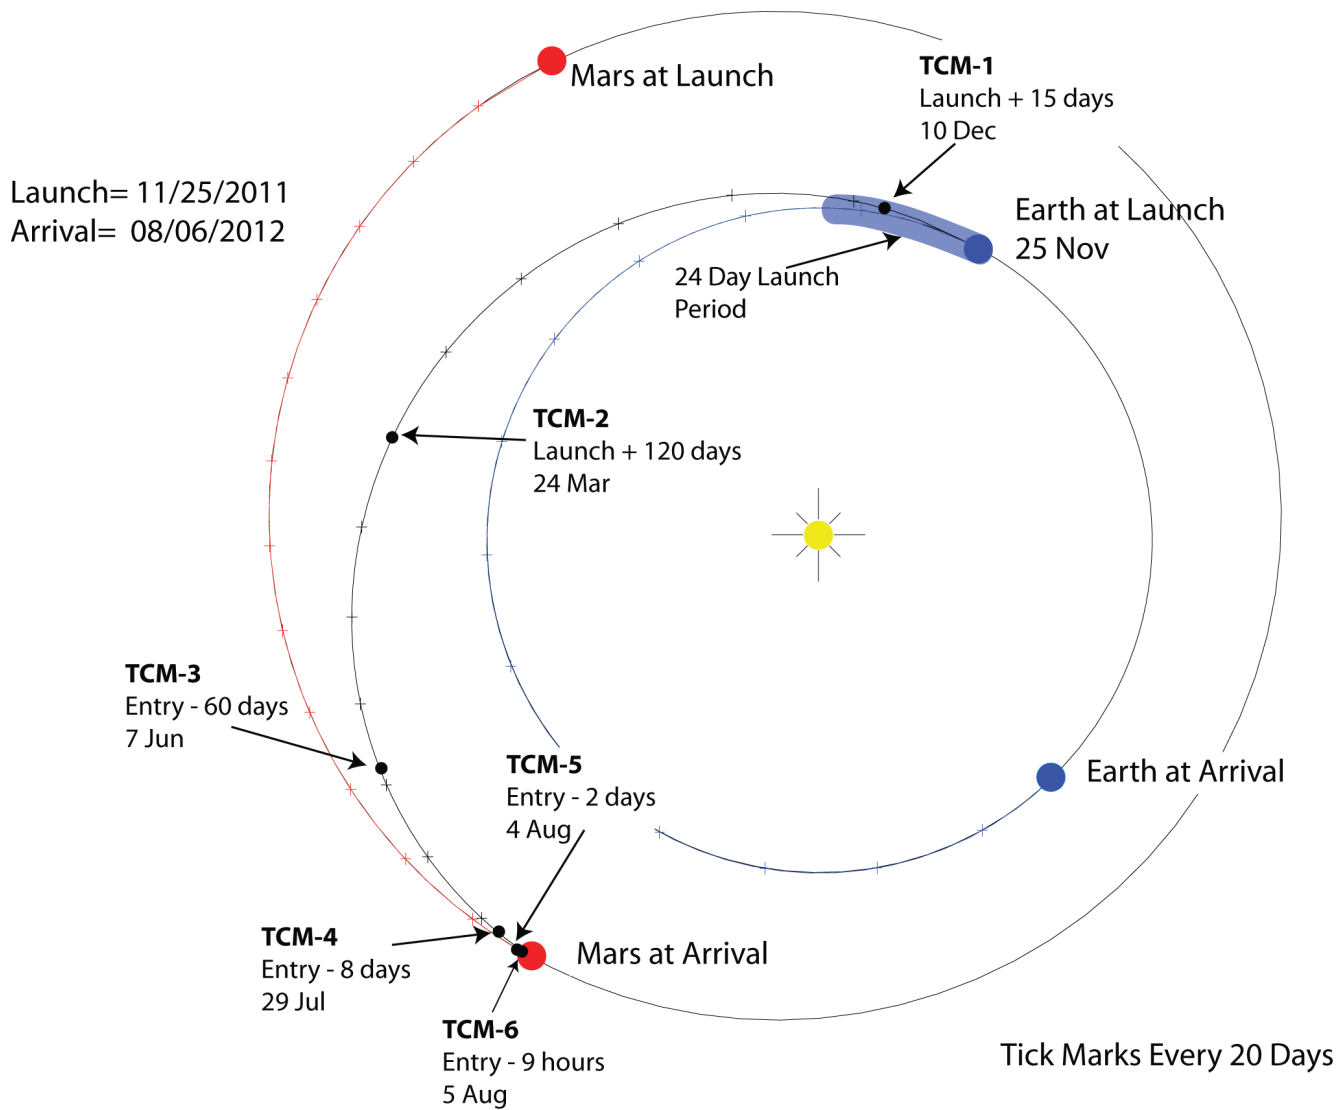 Mars at Launch
TCM-1
Launch + 15 days
10 Dec
Launch= 11/25/2011
Arrival= 08/06/2012
Earth at Launch
25 Nov
24 Day Launch
Period
TCM-2
Launch + 120 days
24 Mar
TCM-3
Entry - 60 days
7 Jun
TCM-5
Entry - 2 days
4 Aug
Earth at Arrival
TCM-4
Entry - 8 days
29 Jul
Mars at Arrival
TCM-6
Entry - 9 hours
5 Aug
Tick Marks Every 20 Days